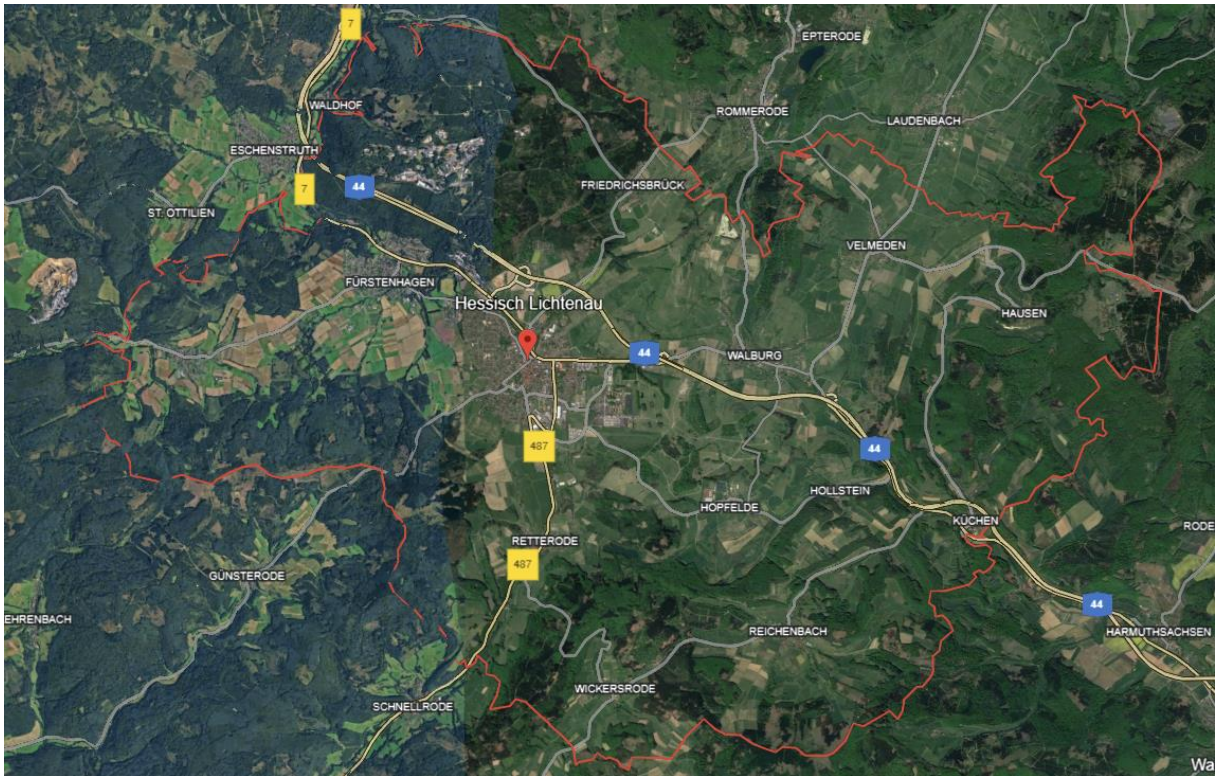 7
EPTERODE
WALDHOF
ROMMERODE
LAUDENBACH
ESCHENSTRUTH
7
44
FRIEDRICHSBRÜCK
ST. OTTILIEN
VELMEDEN
FÜRSTENHAGEN
Hessisch Lichtenau
HAUSEN
44
WALBURG
487
44
HOLLSTEIN
HOPFELDE
KÜCHEN
RODE
RETTERODE
487
GÜNSTERODE
44
EHRENBACH
REICHENBACH
HARMUTHSACHSEN
WICKERSRODE
SCHNELLRODE
Wa